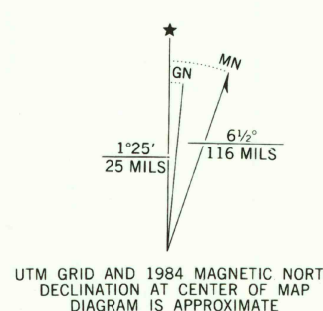 ★
MN
GN
1°25'
25 MILS
6½°
116 MILS
UTM GRID AND 1984 MAGNETIC NORT
DECLINATION AT CENTER OF MAP
DIAGRAM IS APPROXIMATE